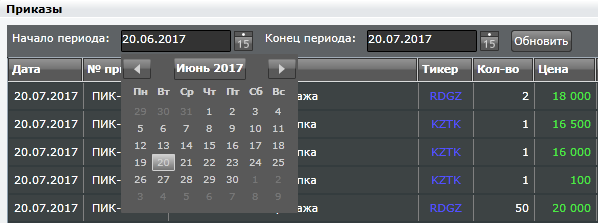 Приказы
Начало периода: 20.06.2017 15 Конец периода: 20.07.2017 15 Обновить
Дата № пр Тикер Кол-во Цена
Июнь 2017
Пн Вт Ср Чт Пт Сб Вс
29 30 31 1 2 3 4
5 6 7 8 9 10 11
12 13 14 15 16 17 18
19 20 21 22 23 24 25
26 27 28 29 30 1 2
3 4 5 6 7 8 9
20.07.2017 ПИК- ажа RDGZ 2 18 000
20.07.2017 ПИК- пка KZTK 1 16 500
20.07.2017 ПИК- пка KZTK 1 16 000
20.07.2017 ПИК- пка KZTK 1 100
20.07.2017 ПИК- ажа RDGZ 50 20 000